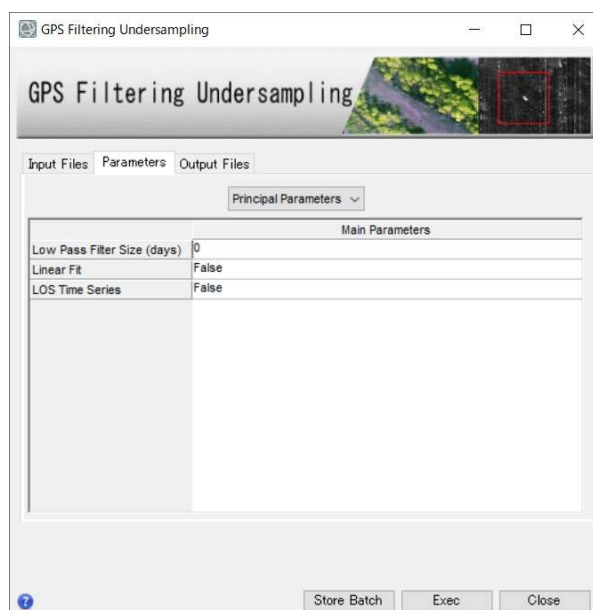 GPS Filtering Undersampling
GPS Filtering Undersampling
Input Files Parameters Output Files
Principal Parameters
Main Parameters
Low Pass Filter Size (days) 0
Linear Fit False
LOS Time Series False
?
Store Batch Exec Close